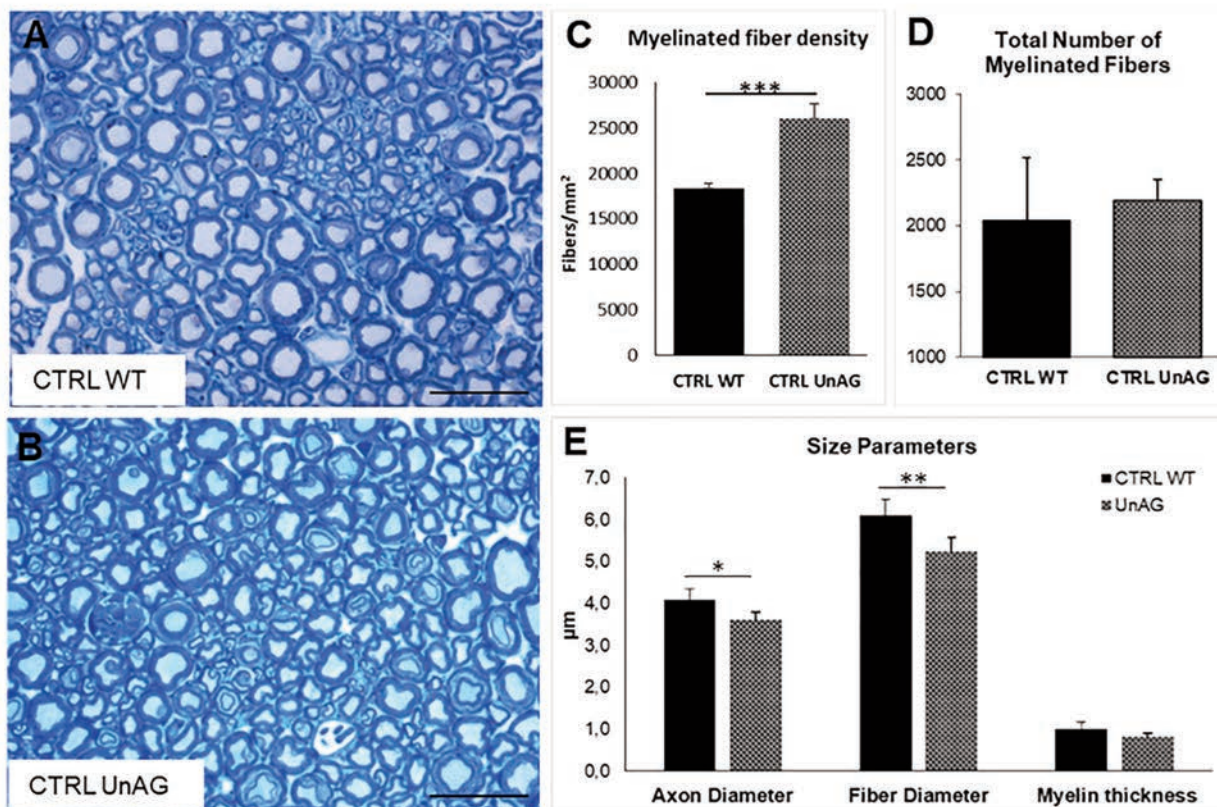 A
CTRL WT
B
CTRL UnAG
C
Myelinated fiber density
***
30000
25000
20000
15000
10000
5000
0
Fibers/mm²
CTRL WT CTRL UnAG
D
Total Number of
Myelinated Fibers
3000
2500
2000
1500
1000
CTRL WT CTRL UnAG
E
Size Parameters
CTRL WT
UnAG
7.0
6.0
5.0
4.0
3.0
2.0
1.0
0.0
µm
*
**
Axon Diameter Fiber Diameter Myelin thickness